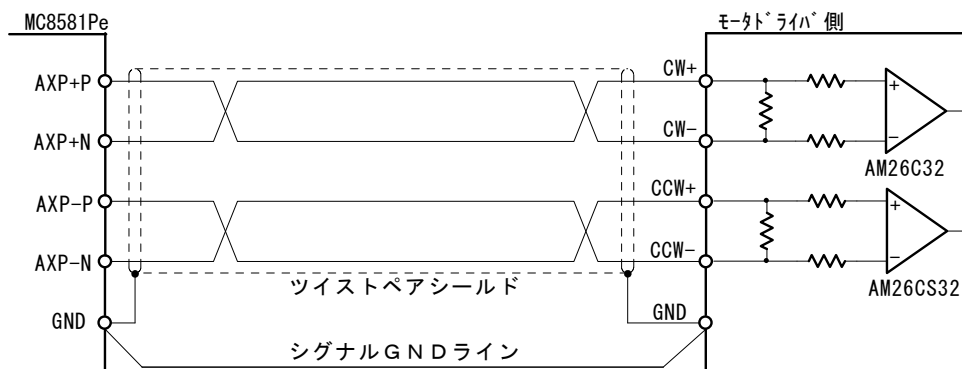 MC8581Pe
モータドライバ側
AXP+P
CW+
AXP+N
CW-
AM26C32
AXP-P
CCW+
AXP-N
CCW-
AM26CS32
ツイストペアシールド
GND
GND
シグナルGNDライン
+
−
+
−